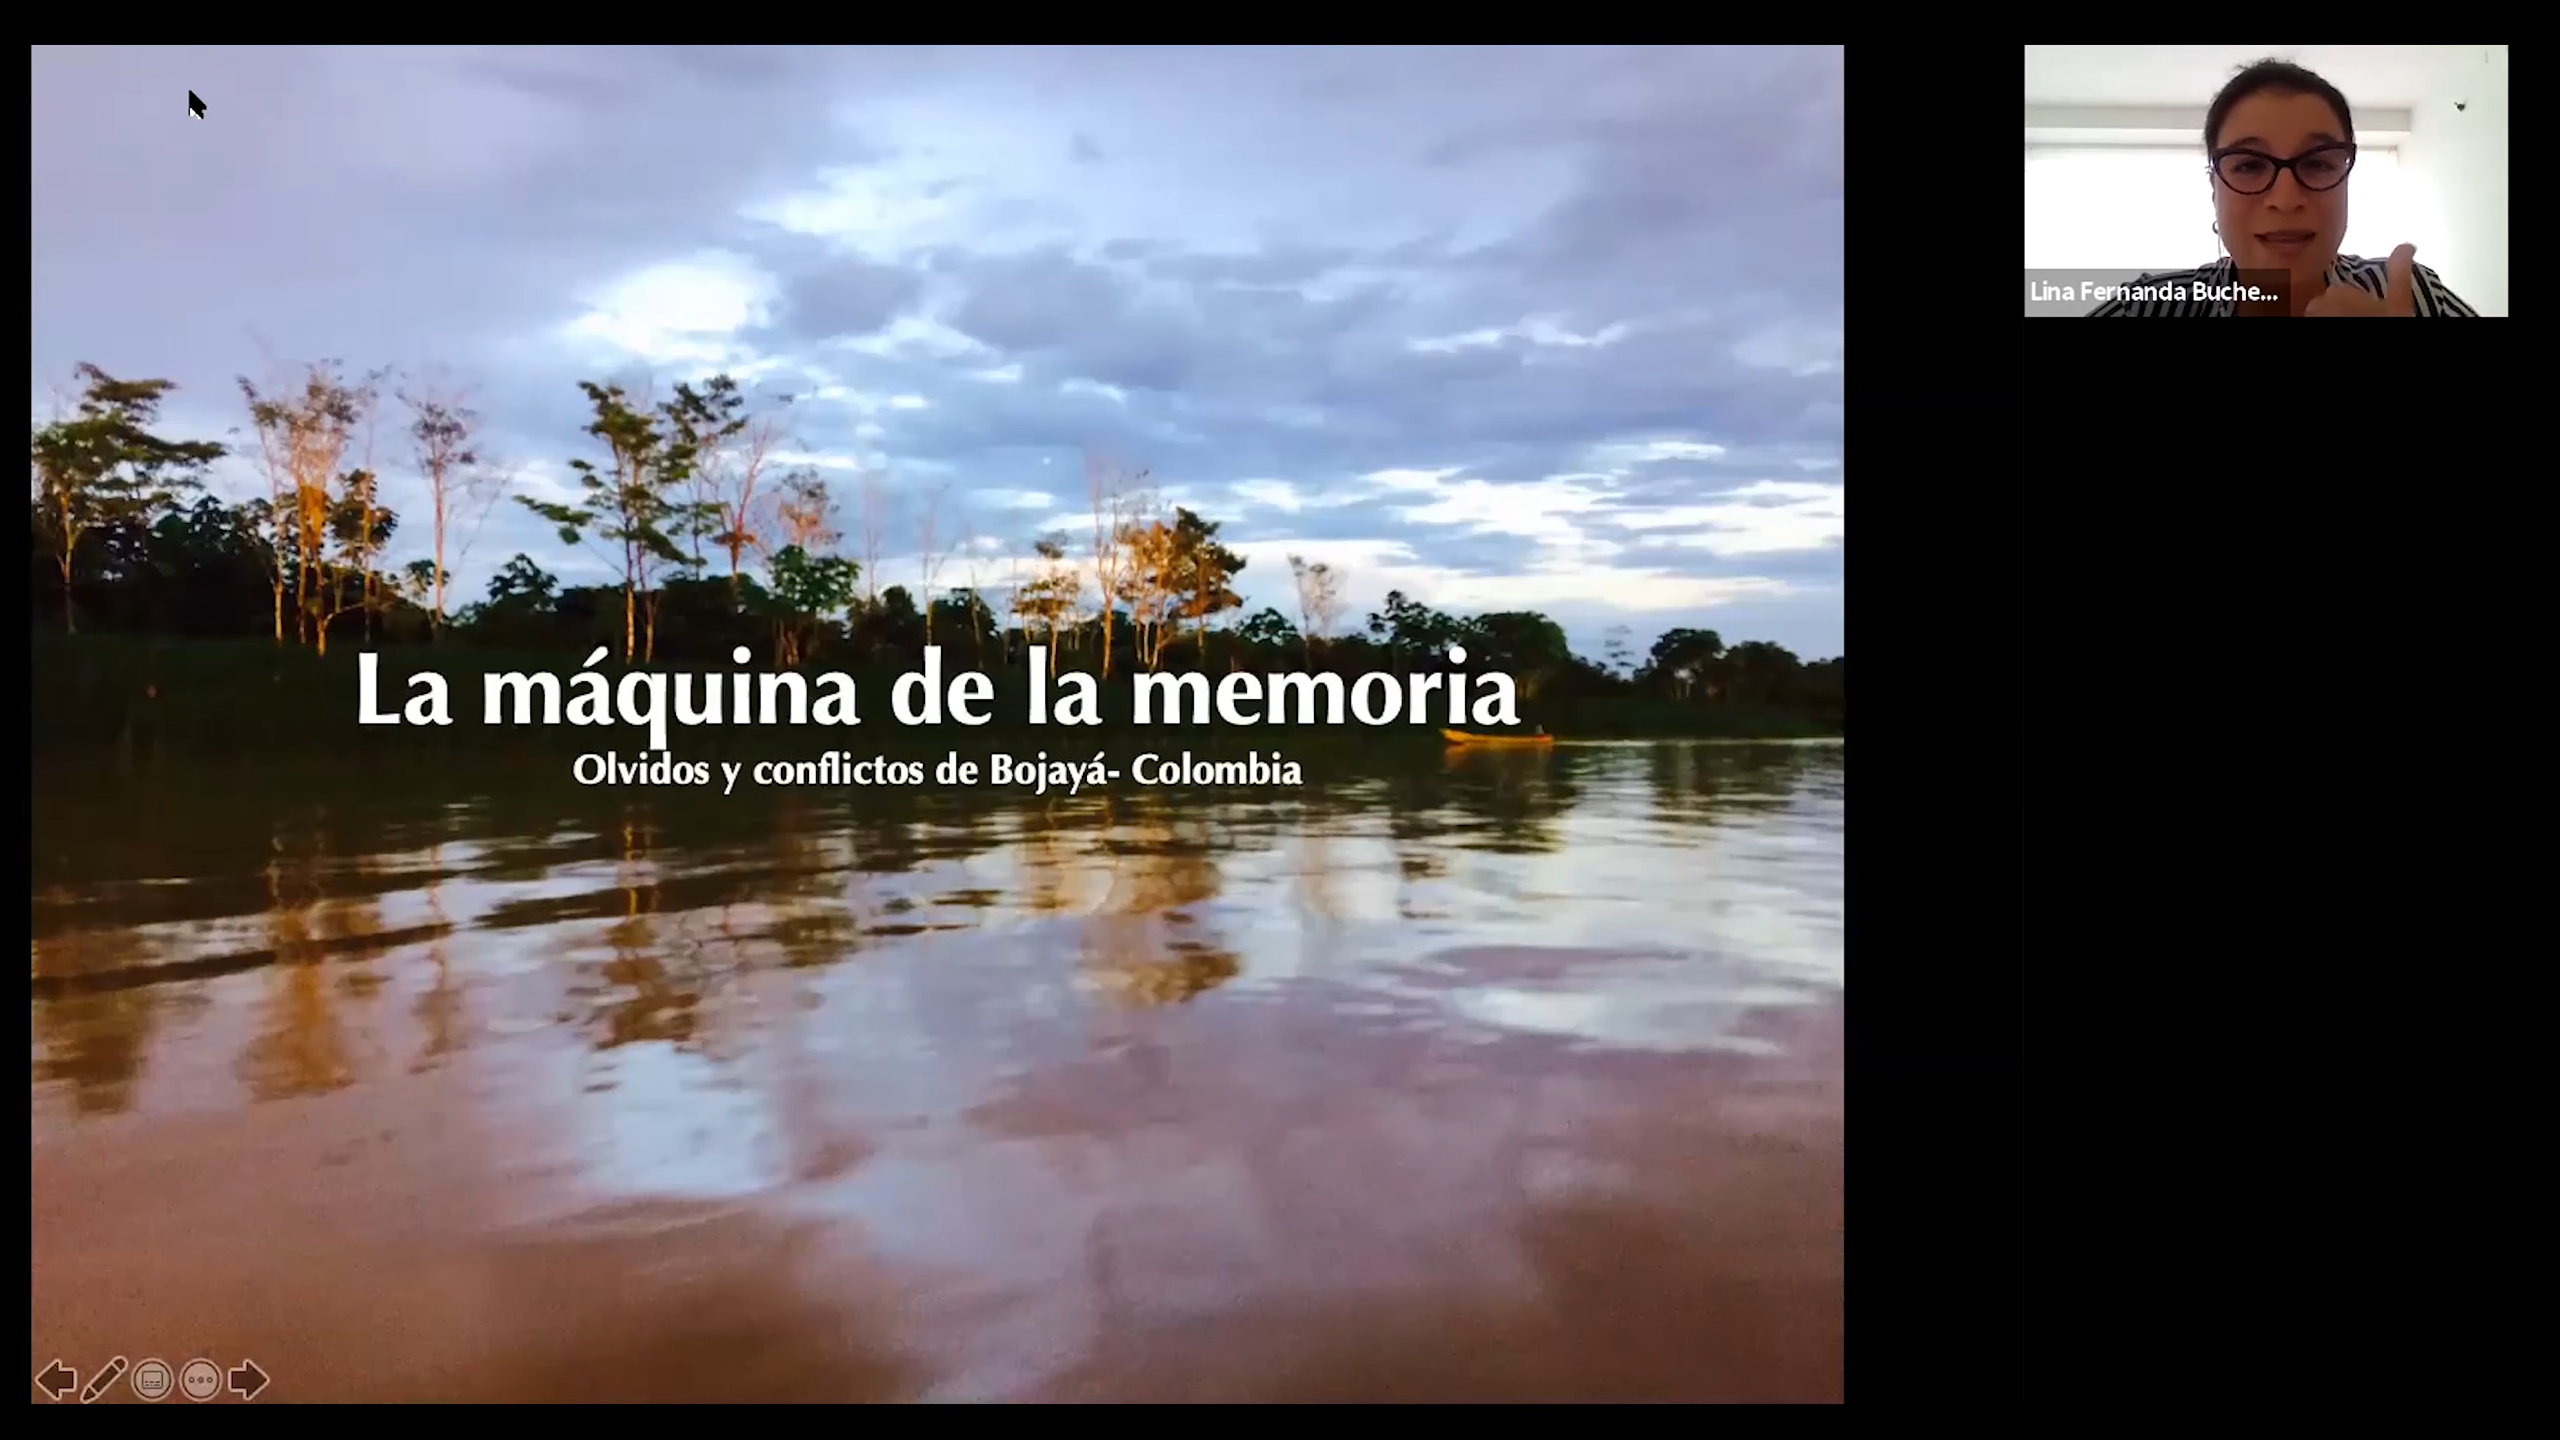 La máquina de la memoria
Olvidos y conflictos de Bojayá- Colombia
Lina Fernanda Buche...